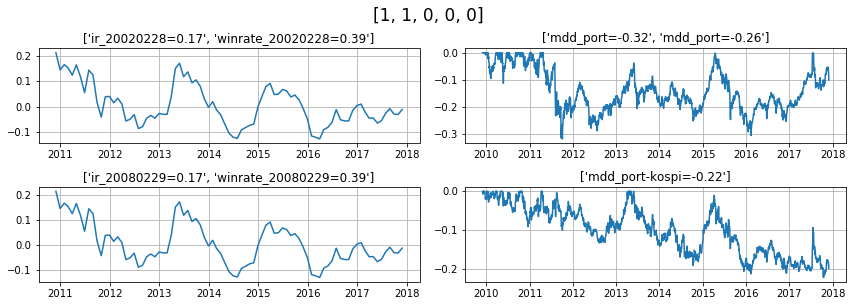 [1, 1, 0, 0, 0]
['ir_20020228=0.17', 'winrate_20020228=0.39']
0.2
0.1
0.0
−0.1
2011 2012 2013 2014 2015 2016 2017 2018
['mdd_port=-0.32', 'mdd_port=-0.26']
0.0
−0.1
−0.2
−0.3
2010 2011 2012 2013 2014 2015 2016 2017 2018
['ir_20080229=0.17', 'winrate_20080229=0.39']
0.2
0.1
0.0
−0.1
2011 2012 2013 2014 2015 2016 2017 2018
['mdd_port-kospi=-0.22']
0.0
−0.1
−0.2
2010 2011 2012 2013 2014 2015 2016 2017 2018